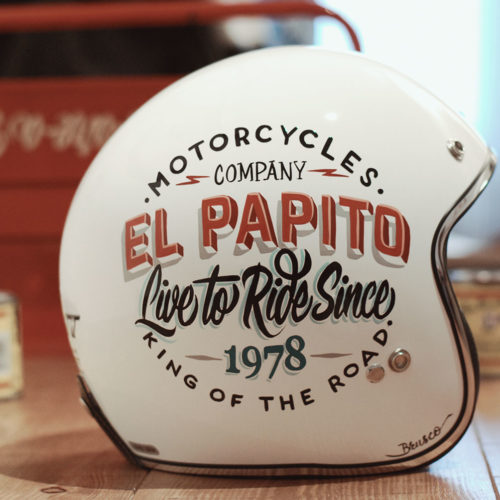 MOTORCYCLES
COMPANY
EL PAPITO
Live to Ride Since
1978
KING OF THE ROAD